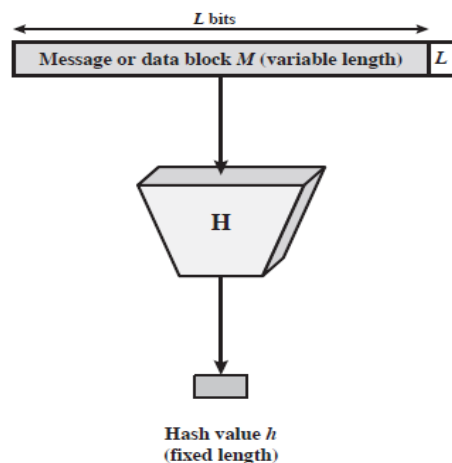 L bits
Message or data block M (variable length) L
H
Hash value h
(fixed length)